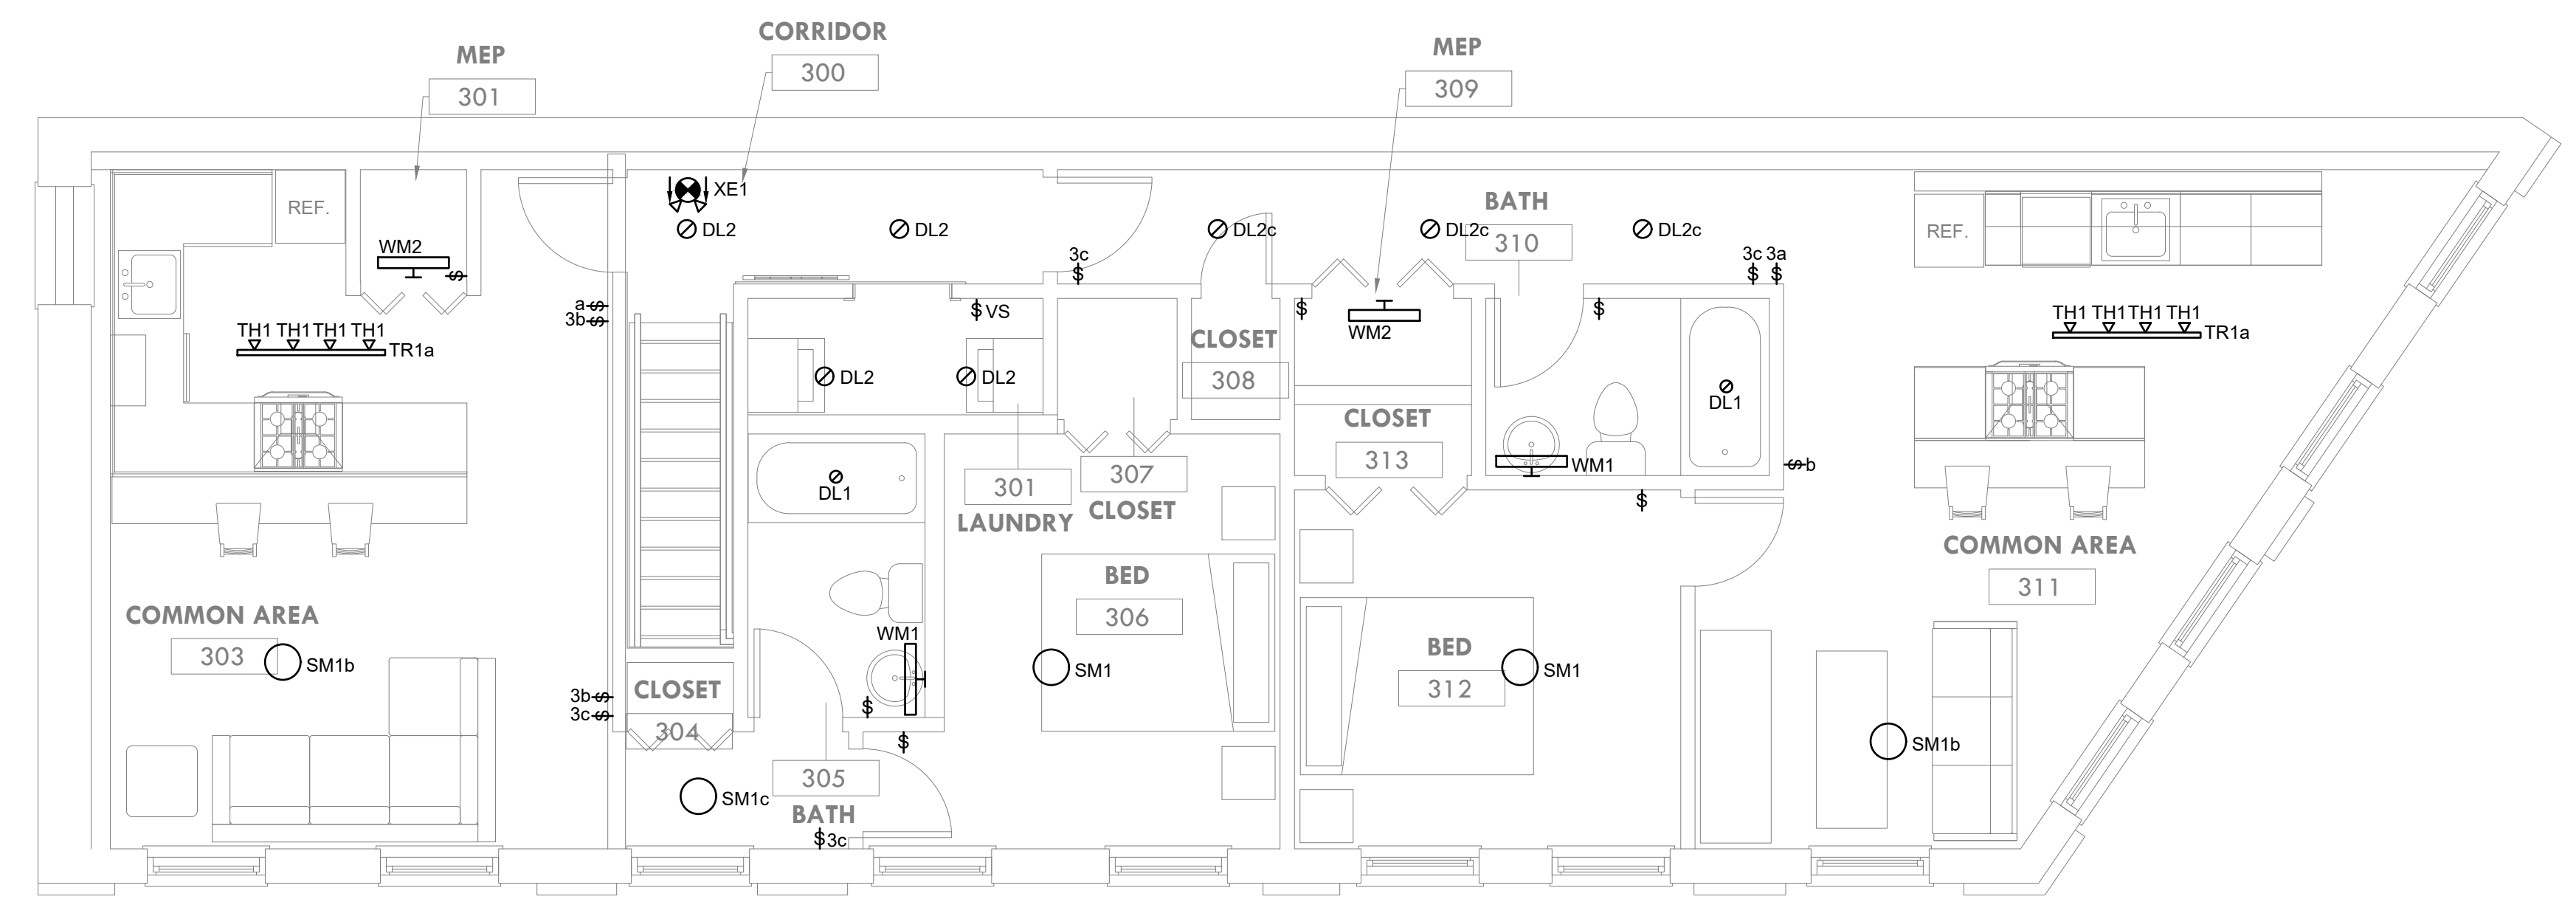 CORRIDOR
300
MEP
301
MEP
309
REF.
XE1
DL2
DL2
DL2c
DL2c
DL2c
BATH
310
REF.
WM2
$
3c
$
3c 3a
$ $
a $
3b $
$ VS
$
WM2
$
TH1 TH1 TH1 TH1
TR1a
TH1 TH1 TH1 TH1
TR1a
CLOSET
308
DL2
DL2
DL1
CLOSET
313
WM1
$ b
$
DL1
301
LAUNDRY
307
CLOSET
COMMON AREA
311
BED
306
COMMON AREA
303
SM1b
WM1
SM1
BED
312
SM1
3b $
3c $
CLOSET
304
$
$
SM1b
305
BATH
SM1c
$ 3c